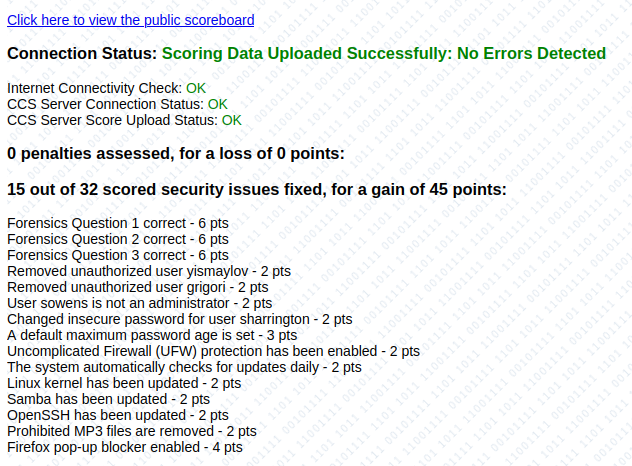 Click here to view the public scoreboard
Connection Status: Scoring Data Uploaded Successfully: No Errors Detected
Internet Connectivity Check: OK
CCS Server Connection Status: OK
CCS Server Score Upload Status: OK
0 penalties assessed, for a loss of 0 points:
15 out of 32 scored security issues fixed, for a gain of 45 points:
Forensics Question 1 correct - 6 pts
Forensics Question 2 correct - 6 pts
Forensics Question 3 correct - 6 pts
Removed unauthorized user yismaylov - 2 pts
Removed unauthorized user grigori - 2 pts
User sowens is not an administrator - 2 pts
Changed insecure password for user sharrington - 2 pts
A default maximum password age is set - 3 pts
Uncomplicated Firewall (UFW) protection has been enabled - 2 pts
The system automatically checks for updates daily - 2 pts
Linux kernel has been updated - 2 pts
Samba has been updated - 2 pts
OpenSSH has been updated - 2 pts
Prohibited MP3 files are removed - 2 pts
Firefox pop-up blocker enabled - 4 pts